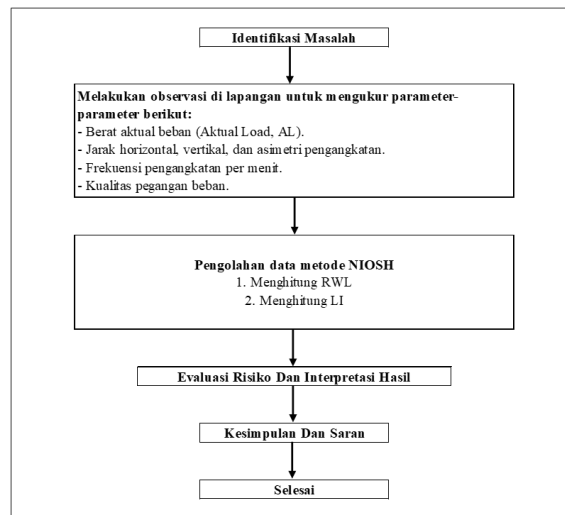 Identifikasi Masalah
Melakukan observasi di lapangan untuk mengukur parameter-
parameter berikut:
- Berat aktual beban (Aktual Load, AL).
- Jarak horizontal, vertikal, dan asimetri pengangkatan.
- Frekuensi pengangkatan per menit.
- Kualitas pegangan beban.
Pengolahan data metode NIOSH
1. Menghitung RWL
2. Menghitung LI
Evaluasi Risiko Dan Interpretasi Hasil
Kesimpulan Dan Saran
Selesai